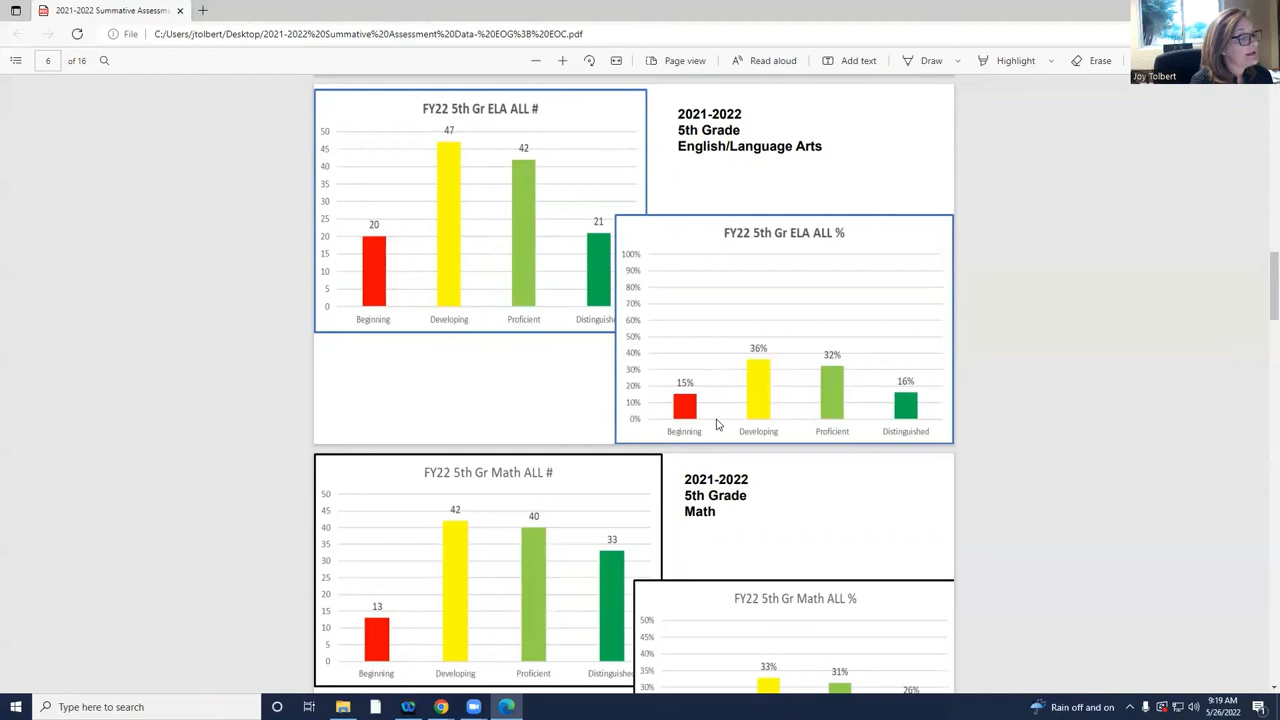 2021-2022 Summative Assessm
File
C:/Users/jtolbert/Desktop/2021-2022%20Summative%20Assessment%20Data-%20EOG%3B%20EOC.pdf
6 of 16
Page view
Read aloud
Add text
Draw
Highlight
Erase
Joy Tolbert
FY22 5th Gr ELA ALL #
50
45
40
35
30
25
20
15
10
5
0
20
47
42
21
Beginning
Developing
Proficient
Distinguishe
2021-2022
5th Grade
English/Language Arts
FY22 5th Gr ELA ALL %
100%
90%
80%
70%
60%
50%
40%
30%
20%
10%
0%
15%
36%
32%
16%
Beginning
Developing
Proficient
Distinguished
FY22 5th Gr Math ALL #
50
45
40
35
30
25
20
15
10
5
0
13
42
40
33
Beginning
Developing
Proficient
Distinguished
2021-2022
5th Grade
Math
FY22 5th Gr Math ALL %
50%
45%
40%
35%
30%
33%
31%
26%
Type here to search
Rain off and on
9:19 AM
5/26/2022
1